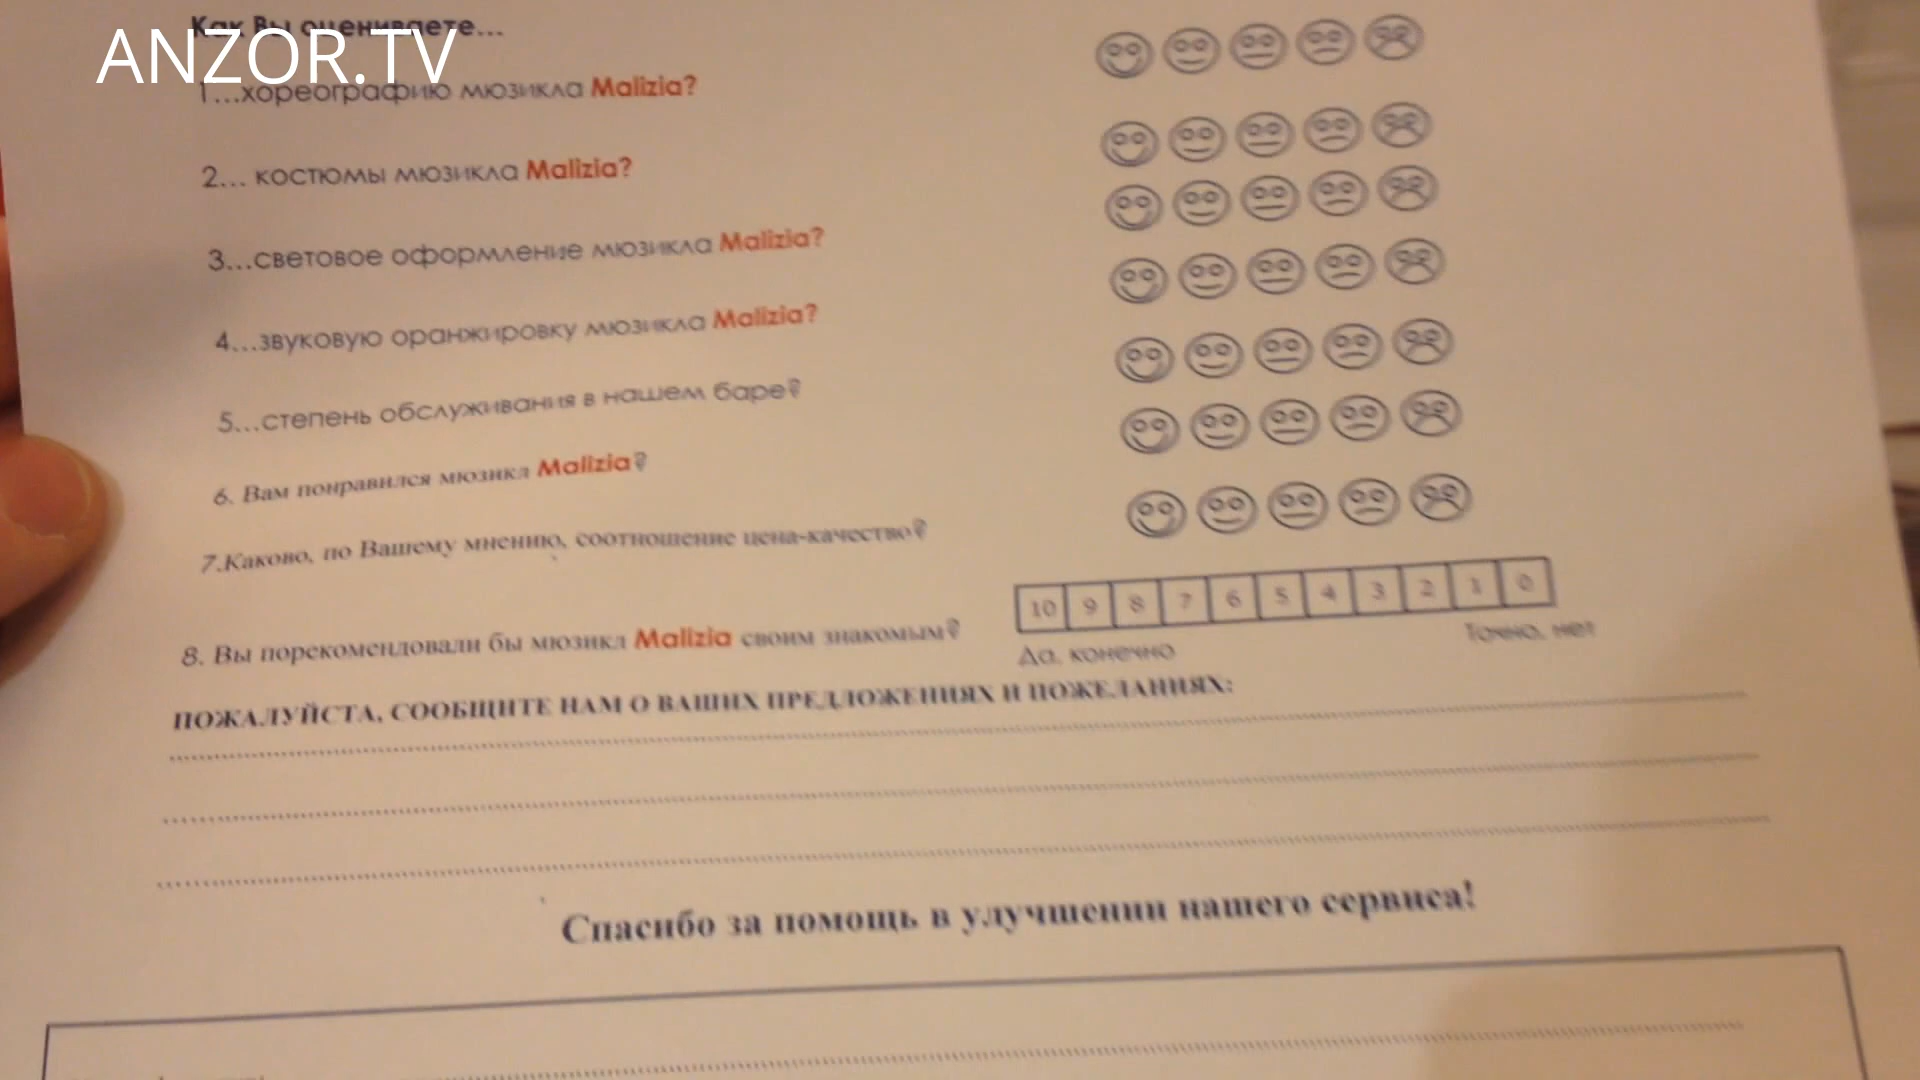 Как Вы оцениваете...
ANZOR.TV
1...хореографию мюзикла Malizia?
2... костюмы мюзикла Malizia?
3...световое оформление мюзикла Malizia?
4...звуковую оранжировку мюзикла Malizia?
5...степень обслуживания в нашем баре?
6. Вам понравился мюзикл Malizia?
7.Каково, по Вашему мнению, соотношение цена-качество?
10 9 8 7 6 5 4 3 2 1 0
8. Вы порекомендовали бы мюзикл Malizia своим знакомым?
Да, конечно Точно, нет
ПОЖАЛУЙСТА, СООБЩИТЕ НАМ О ВАШИХ ПРЕДЛОЖЕНИЯХ И ПОЖЕЛАНИЯХ:
Спасибо за помощь в улучшении нашего сервиса!